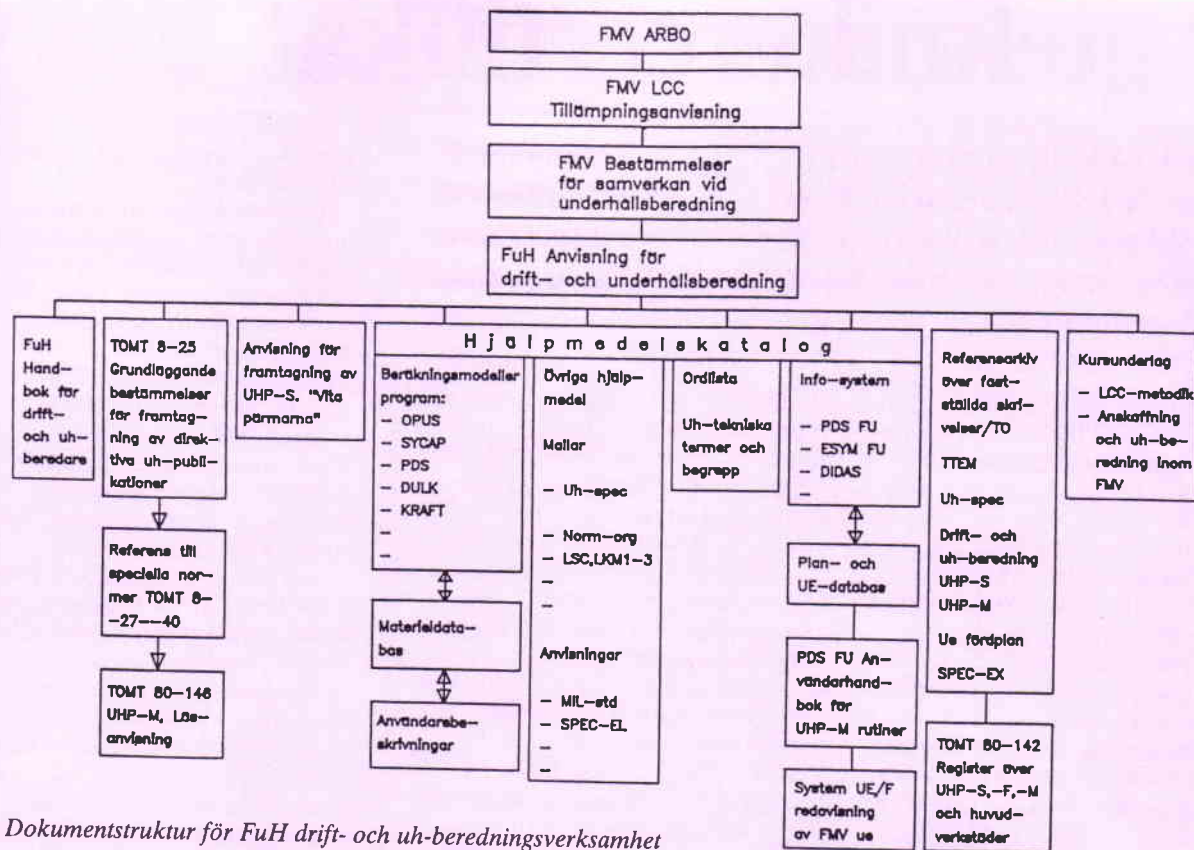 FMV ARBO
FMV LCC
Tillämpningsanvisning
FMV Bestämmelser
för samverkan vid
underhållsberedning
FuH Anvisning för
drift- och underhållsberedning
FuH
Hand-
bok för
drift-
och uh-
beredare
TOMT 8-25
Grundläggande
bestämmelser
för framtag-
ning av direk-
tiva uh-publi-
kationer
Referens till
speciella nor-
mer TOMT 8-
-27--40
TOMT 80-146
UHP-M, Läs-
anvisning
Anvisning för
framtagning av
UHP-S. "Vita
pärmarna"
Hjälpmedelskatalog
Beräkningsmodeller
program:
- OPUS
- SYCAP
- PDS
- DULK
- KRAFT
-
-
Materieldata-
bas
Användarbe-
skrivningar
Övriga hjälp-
medel
Mallar
- Uh-spec
- Norm-org
- LSC,LKM1-3
-
-
Anvisningar
- MIL-std
- SPEC-EL
-
-
Ordlista
Uh-tekniska
termer och
begrepp
Info-system
- PDS FU
- ESYM FU
- DIDAS
-
Plan- och
UE-databas
PDS FU An-
vändarhand-
bok för
UHP-M rutiner
System UE/F
redovisning
av FMV ue
Referensarkiv
över fast-
ställda skri-
velser/TO
TTEM
Uh-spec
Drift- och
uh-beredning
UHP-S
UHP-M
Ue fördplan
SPEC-EX
TOMT 80-142
Register över
UHP-S,-F,-M
och huvud-
verkstäder
Kursunderlag
- LCC-metodik
- Anskaffning
och uh-be-
redning inom
FMV
Dokumentstruktur för FuH drift- och uh-beredningsverksamhet